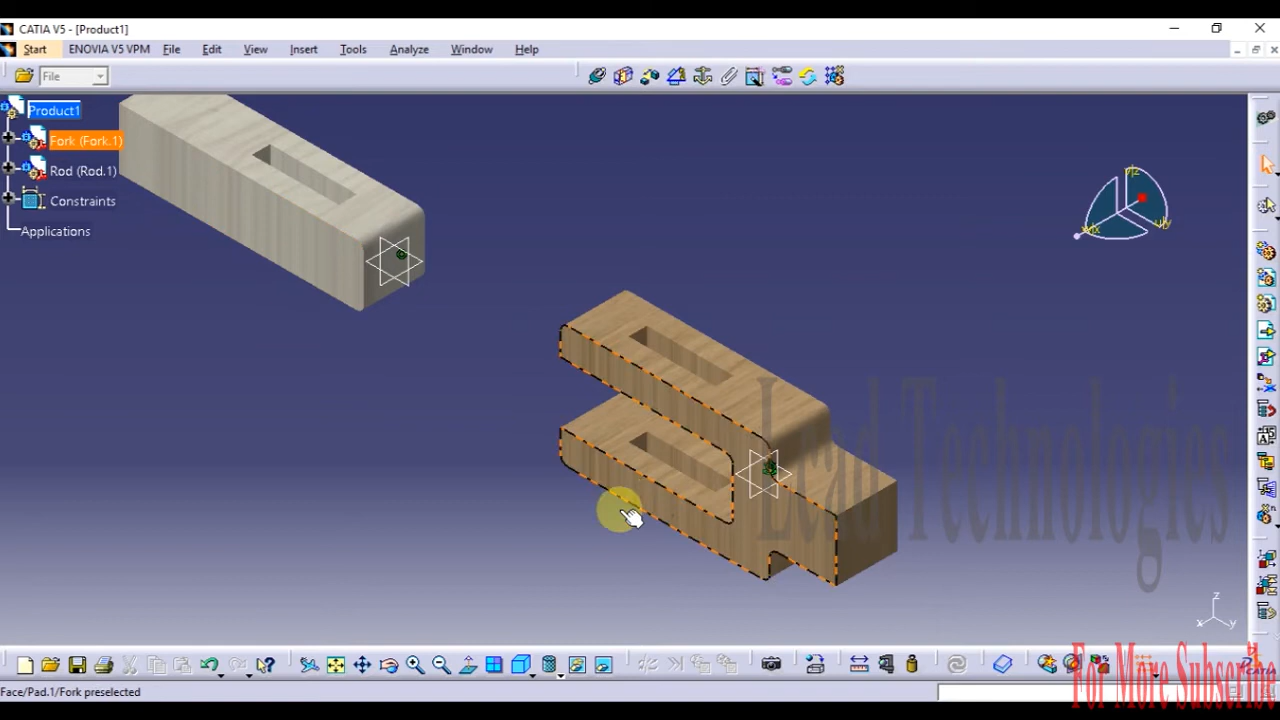 CATIA V5 - [Product1]
Start ENOVIA V5 VPM File Edit View Insert Tools Analyze Window Help
File
Product1
Fork (Fork.1)
Rod (Rod.1)
Constraints
Applications
Lead Technologies
z
x y
For More Subscribe
CATIA
Face/Pad.1/Fork preselected